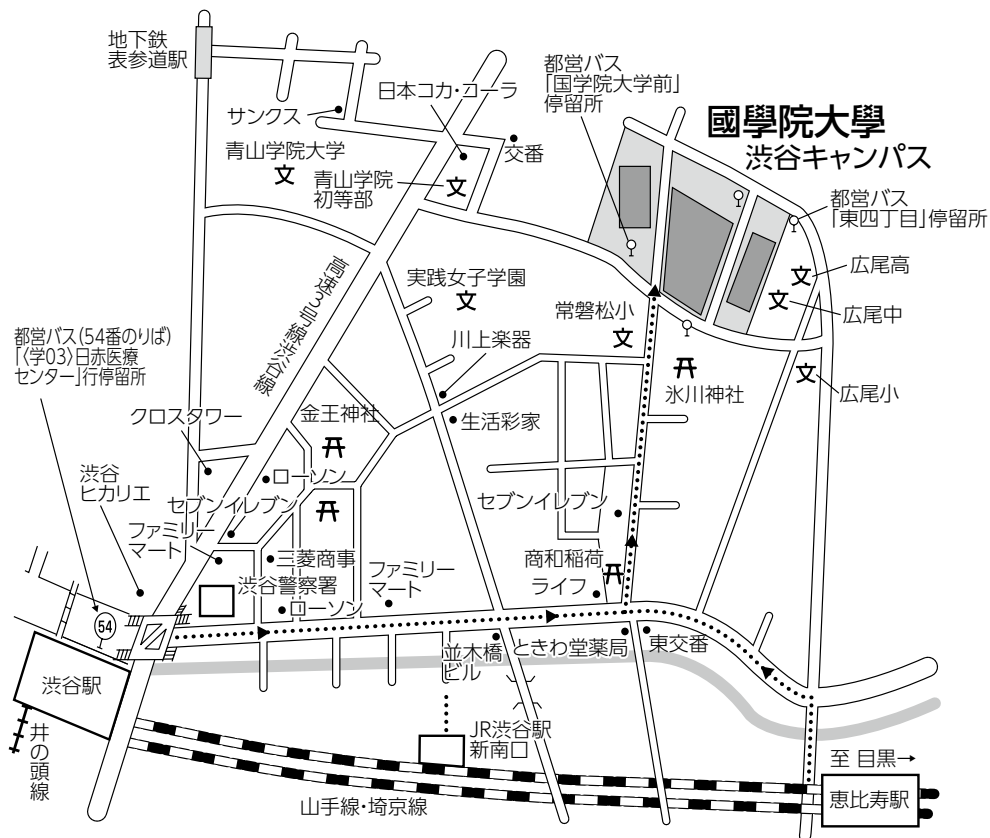 地下鉄
表参道駅
サンクス
日本コカ・コーラ
都営バス
「国学院大学前」
停留所
國學院大學
渋谷キャンパス
交番
青山学院大学
文
青山学院
初等部
文
都営バス
「東四丁目」停留所
広尾高
文
広尾中
文
広尾小
文
高速3号線渋谷線
実践女子学園
文
常磐松小
文
氷川神社
川上楽器
生活彩家
都営バス(54番のりば)
「〈学03〉日赤医療
センター」行停留所
クロスタワー
金王神社
渋谷
ヒカリエ
ローソン
セブンイレブン
ファミリー
マート
三菱商事
渋谷警察署
ローソン
ファミリー
マート
セブンイレブン
商和稲荷
ライフ
54
並木橋
ビル
ときわ堂薬局
東交番
渋谷駅
井の頭線
JR渋谷駅
新南口
山手線・埼京線
至 目黒→
恵比寿駅